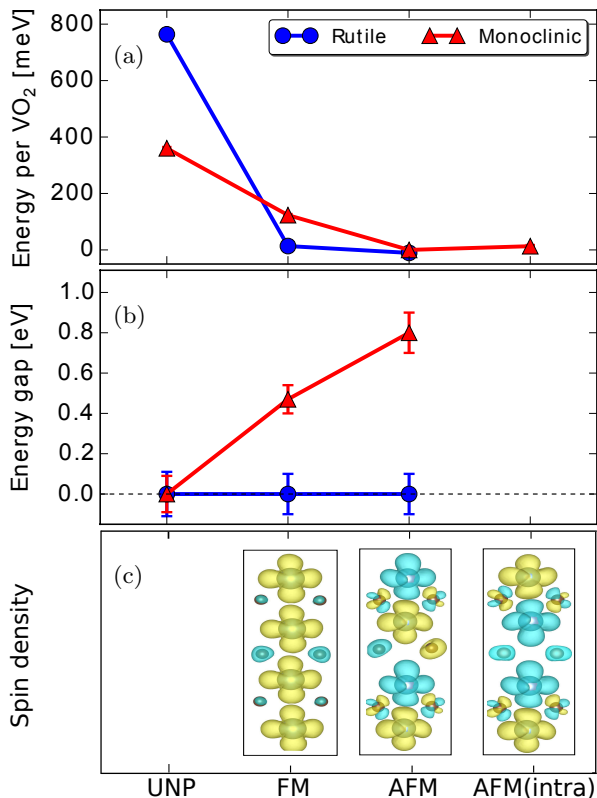 Energy per VO₂ [meV]
800
600
400
200
0
(a)
Rutile
Monoclinic
Energy gap [eV]
1.0
0.8
0.6
0.4
0.2
0.0
(b)
Spin density
(c)
UNP FM AFM AFM(intra)